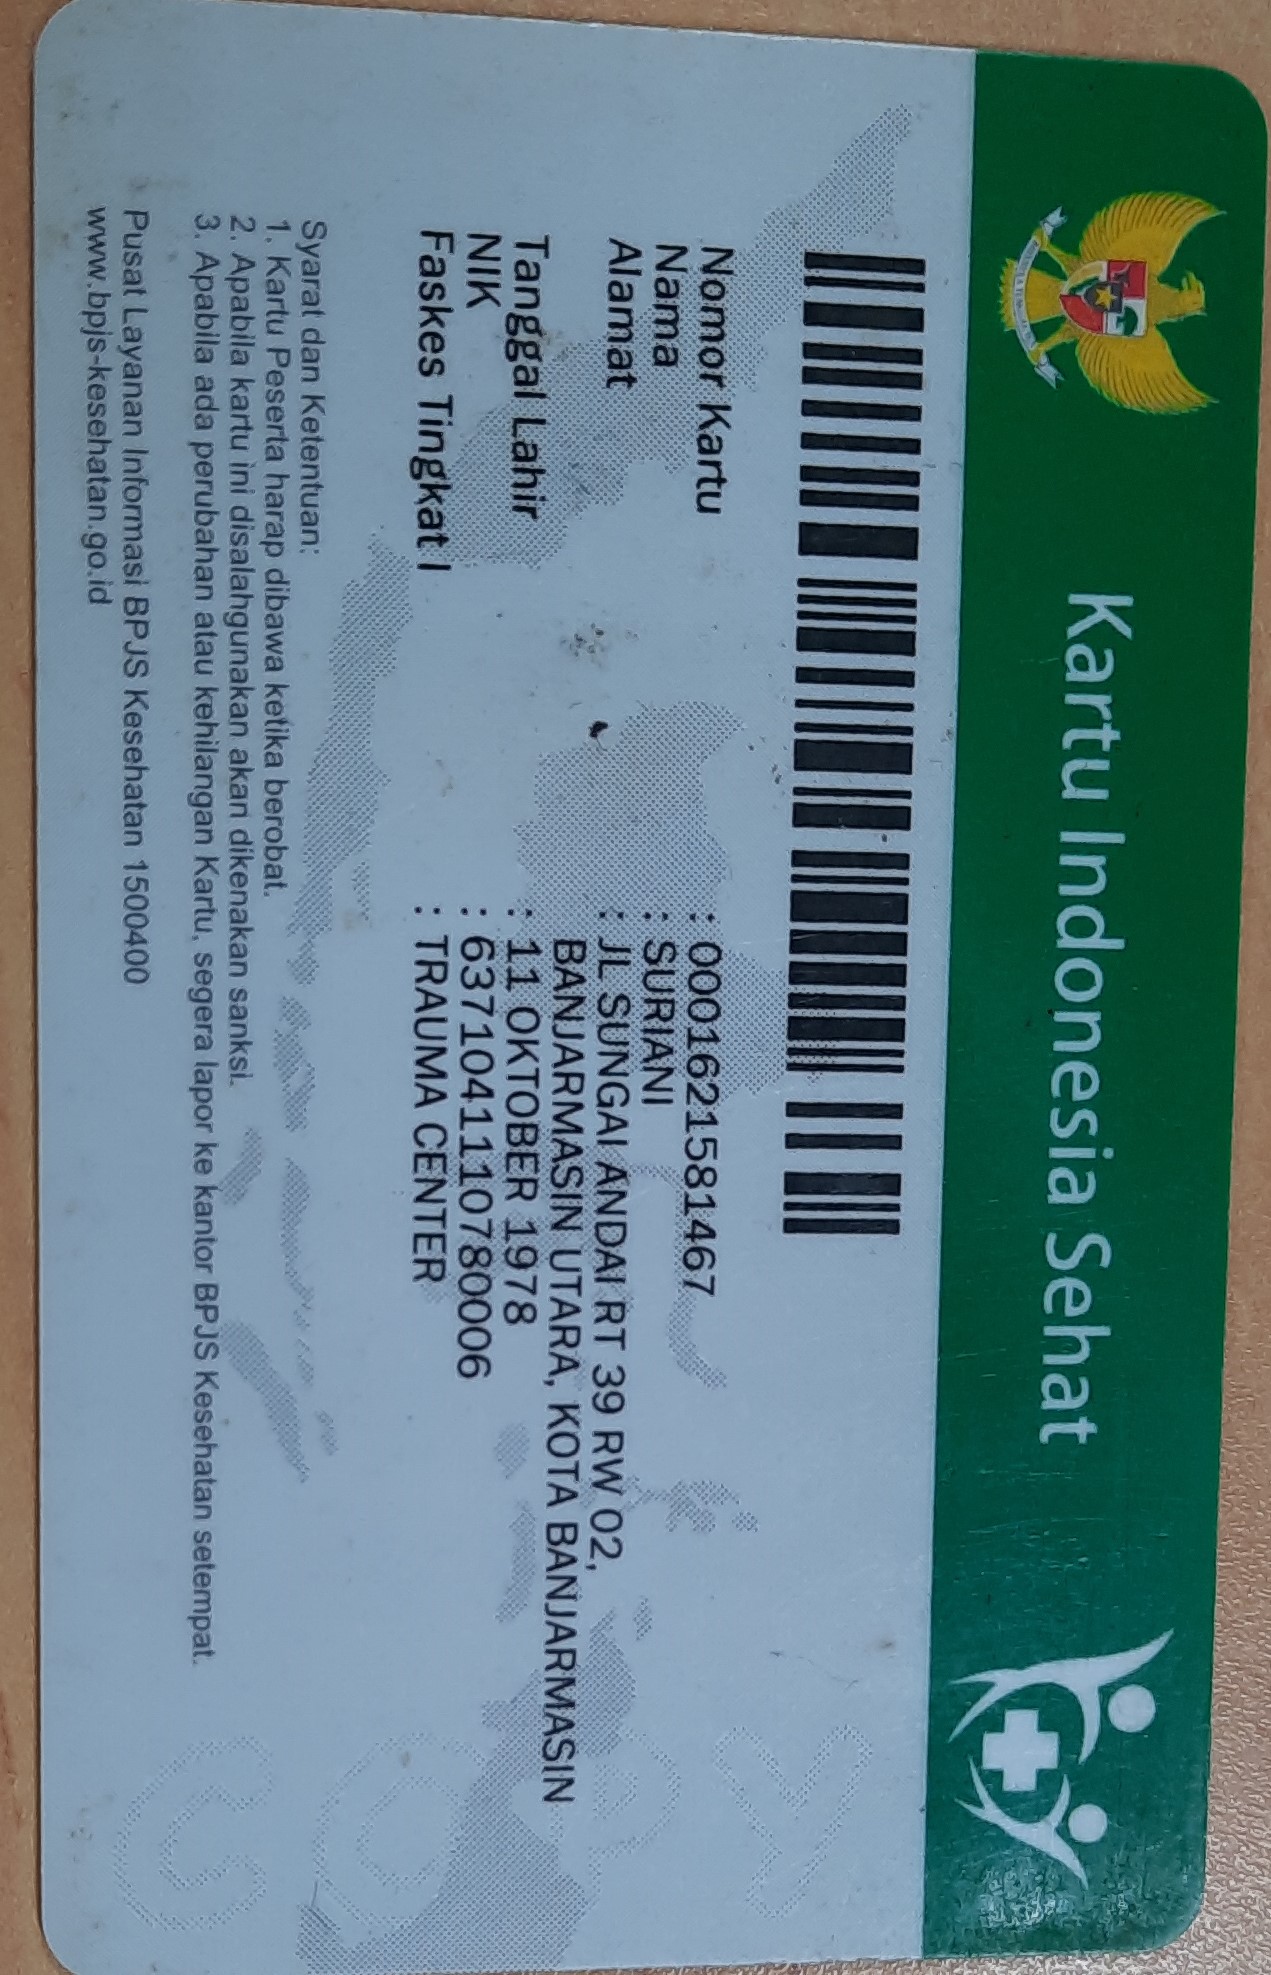 Kartu Indonesia Sehat
Nomor Kartu : 0001621581467
Nama : SURIANI
Alamat : JL SUNGAI ANDAI RT 39 RW 02,
BANJARMASIN UTARA, KOTA BANJARMASIN
Tanggal Lahir : 11 OKTOBER 1978
NIK : 6371041110780006
Faskes Tingkat I : TRAUMA CENTER
Syarat dan Ketentuan:
1. Kartu Peserta harap dibawa ketika berobat.
2. Apabila kartu ini disalahgunakan akan dikenakan sanksi.
3. Apabila ada perubahan atau kehilangan Kartu, segera lapor ke kantor BPJS Kesehatan setempat.
Pusat Layanan Informasi BPJS Kesehatan 1500400
www.bpjs-kesehatan.go.id